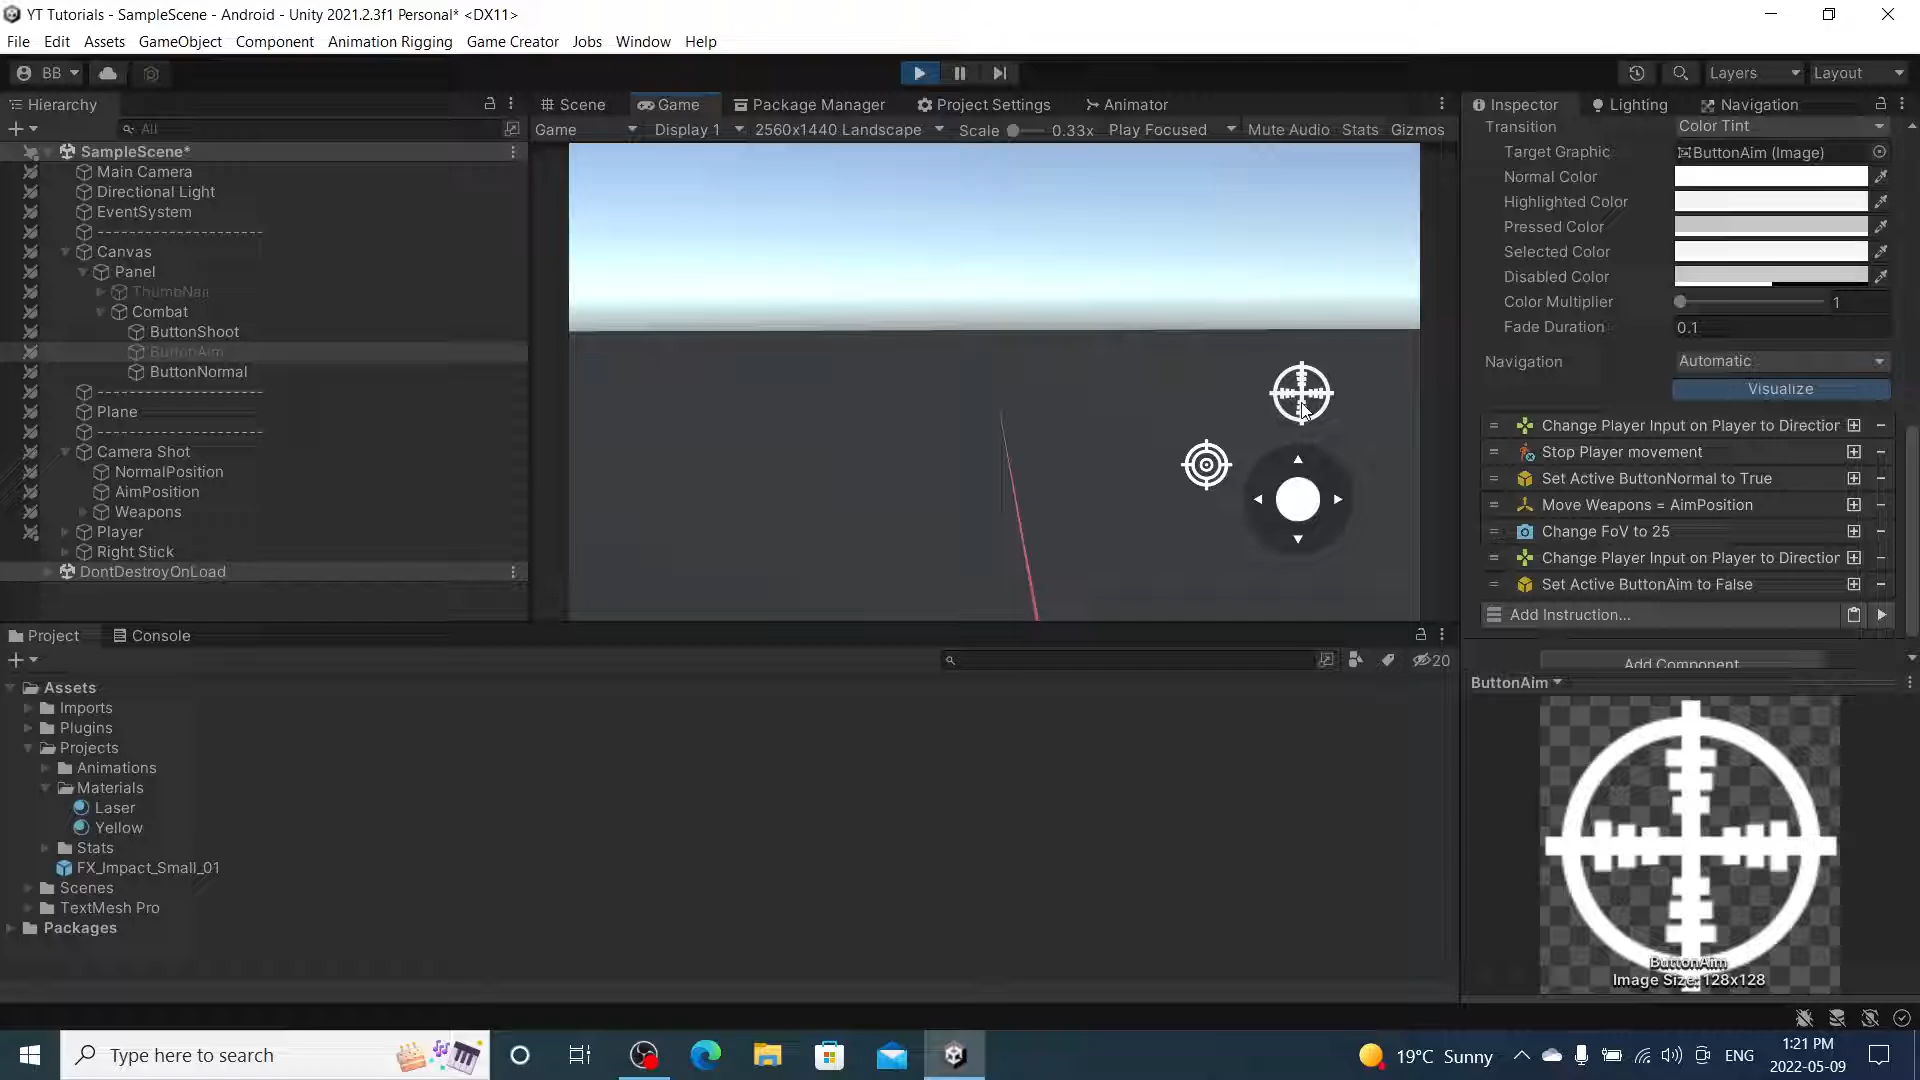 YT Tutorials - SampleScene - Android - Unity 2021.2.3f1 Personal* <DX11>
File Edit Assets GameObject Component Animation Rigging Game Creator Jobs Window Help
BB
Layers Layout
Hierarchy
All
SampleScene*
Main Camera
Directional Light
EventSystem
---------------------
Canvas
Panel
ThumbNail
Combat
ButtonShoot
ButtonAim
ButtonNormal
---------------------
Plane
---------------------
Camera Shot
NormalPosition
AimPosition
Weapons
Player
Right Stick
DontDestroyOnLoad
Scene Game Package Manager Project Settings Animator
Game Display 1 2560x1440 Landscape Scale 0.33x Play Focused Mute Audio Stats Gizmos
Inspector Lighting Navigation
Transition Color Tint
Target Graphic ButtonAim (Image)
Normal Color
Highlighted Color
Pressed Color
Selected Color
Disabled Color
Color Multiplier 1
Fade Duration 0.1
Navigation Automatic
Visualize
Change Player Input on Player to Direction
Stop Player movement
Set Active ButtonNormal to True
Move Weapons = AimPosition
Change FoV to 25
Change Player Input on Player to Direction
Set Active ButtonAim to False
Add Instruction...
Add Component
ButtonAim
ButtonAim
Image Size: 128x128
Project Console
20
Assets
Imports
Plugins
Projects
Animations
Materials
Laser
Yellow
Stats
FX_Impact_Small_01
Scenes
TextMesh Pro
Packages
Type here to search
19°C Sunny
ENG
1:21 PM
2022-05-09